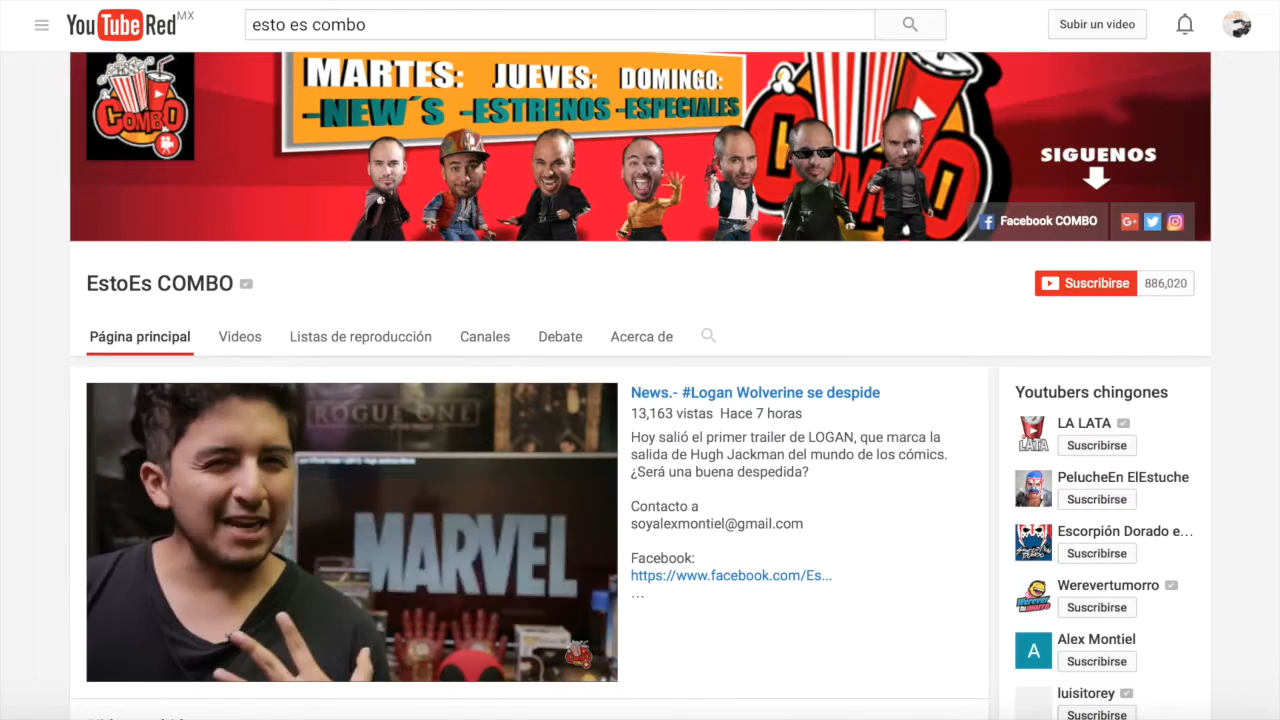 YouTube Red MX
esto es combo
Subir un video
COMBO
MARTES: JUEVES: DOMINGO:
-NEW´S -ESTRENOS -ESPECIALES
COMBO
SIGUENOS
Facebook COMBO
G+
EstoEs COMBO
Suscribirse 886,020
Página principal Videos Listas de reproducción Canales Debate Acerca de
ROGUE ONE
MARVEL
News.- #Logan Wolverine se despide
13,163 vistas Hace 7 horas
Hoy salió el primer trailer de LOGAN, que marca la
salida de Hugh Jackman del mundo de los cómics.
¿Será una buena despedida?
Contacto a
soyalexmontiel@gmail.com
Facebook:
https://www.facebook.com/Es...
...
Youtubers chingones
LATA
LA LATA
Suscribirse
PelucheEn ElEstuche
Suscribirse
Escorpión Dorado e...
Suscribirse
Werevertumorro
Suscribirse
A
Alex Montiel
Suscribirse
luisitorey
Suscribirse